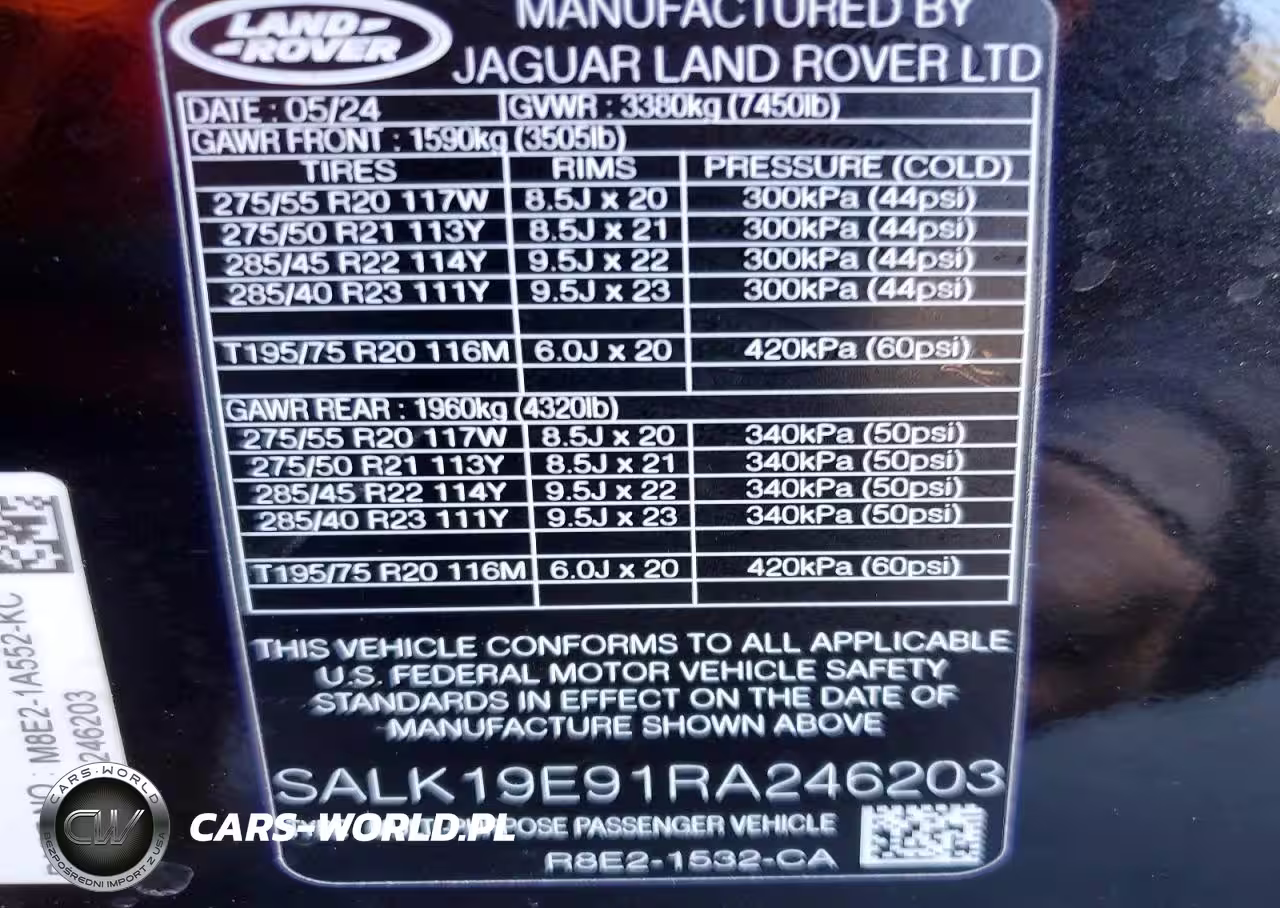 LAND-
-ROVER
MANUFACTURED BY
JAGUAR LAND ROVER LTD
DATE : 05/24 GVWR : 3380kg (7450lb)
GAWR FRONT : 1590kg (3505lb)
TIRES RIMS PRESSURE (COLD)
275/55 R20 117W 8.5J x 20 300kPa (44psi)
275/50 R21 113Y 8.5J x 21 300kPa (44psi)
285/45 R22 114Y 9.5J x 22 300kPa (44psi)
285/40 R23 111Y 9.5J x 23 300kPa (44psi)
T195/75 R20 116M 6.0J x 20 420kPa (60psi)
GAWR REAR : 1960kg (4320lb)
275/55 R20 117W 8.5J x 20 340kPa (50psi)
275/50 R21 113Y 8.5J x 21 340kPa (50psi)
285/45 R22 114Y 9.5J x 22 340kPa (50psi)
285/40 R23 111Y 9.5J x 23 340kPa (50psi)
T195/75 R20 116M 6.0J x 20 420kPa (60psi)
THIS VEHICLE CONFORMS TO ALL APPLICABLE
U.S. FEDERAL MOTOR VEHICLE SAFETY
STANDARDS IN EFFECT ON THE DATE OF
MANUFACTURE SHOWN ABOVE
SALK19E91RA246203
PASSENGER VEHICLE
R8E2-1532-CA
NO : M8E2-1A552-KC
246203
CARS-WORLD
CW
BEZPOŚREDNI IMPORT Z USA
CARS-WORLD.PL